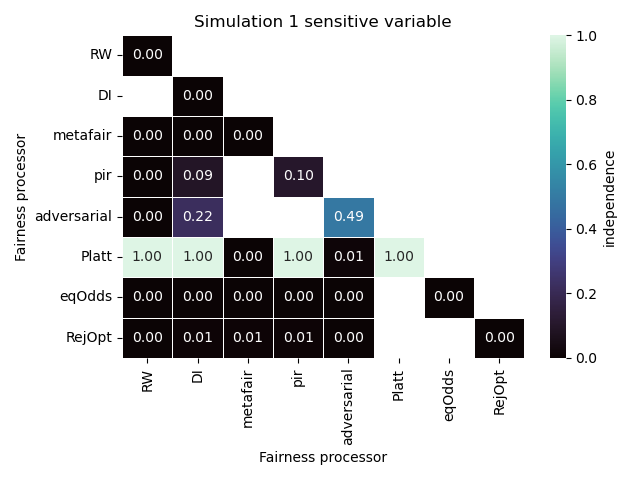 Simulation 1 sensitive variable
Fairness processor
RW 0.00
DI 0.00
metafair 0.00 0.00 0.00
pir 0.00 0.09 0.10
adversarial 0.00 0.22 0.49
Platt 1.00 1.00 0.00 1.00 0.01 1.00
eqOdds 0.00 0.00 0.00 0.00 0.00 0.00
RejOpt 0.00 0.01 0.01 0.01 0.00 0.00
RW DI metafair pir adversarial Platt eqOdds RejOpt
Fairness processor
1.0
0.8
0.6
0.4
0.2
0.0
independence